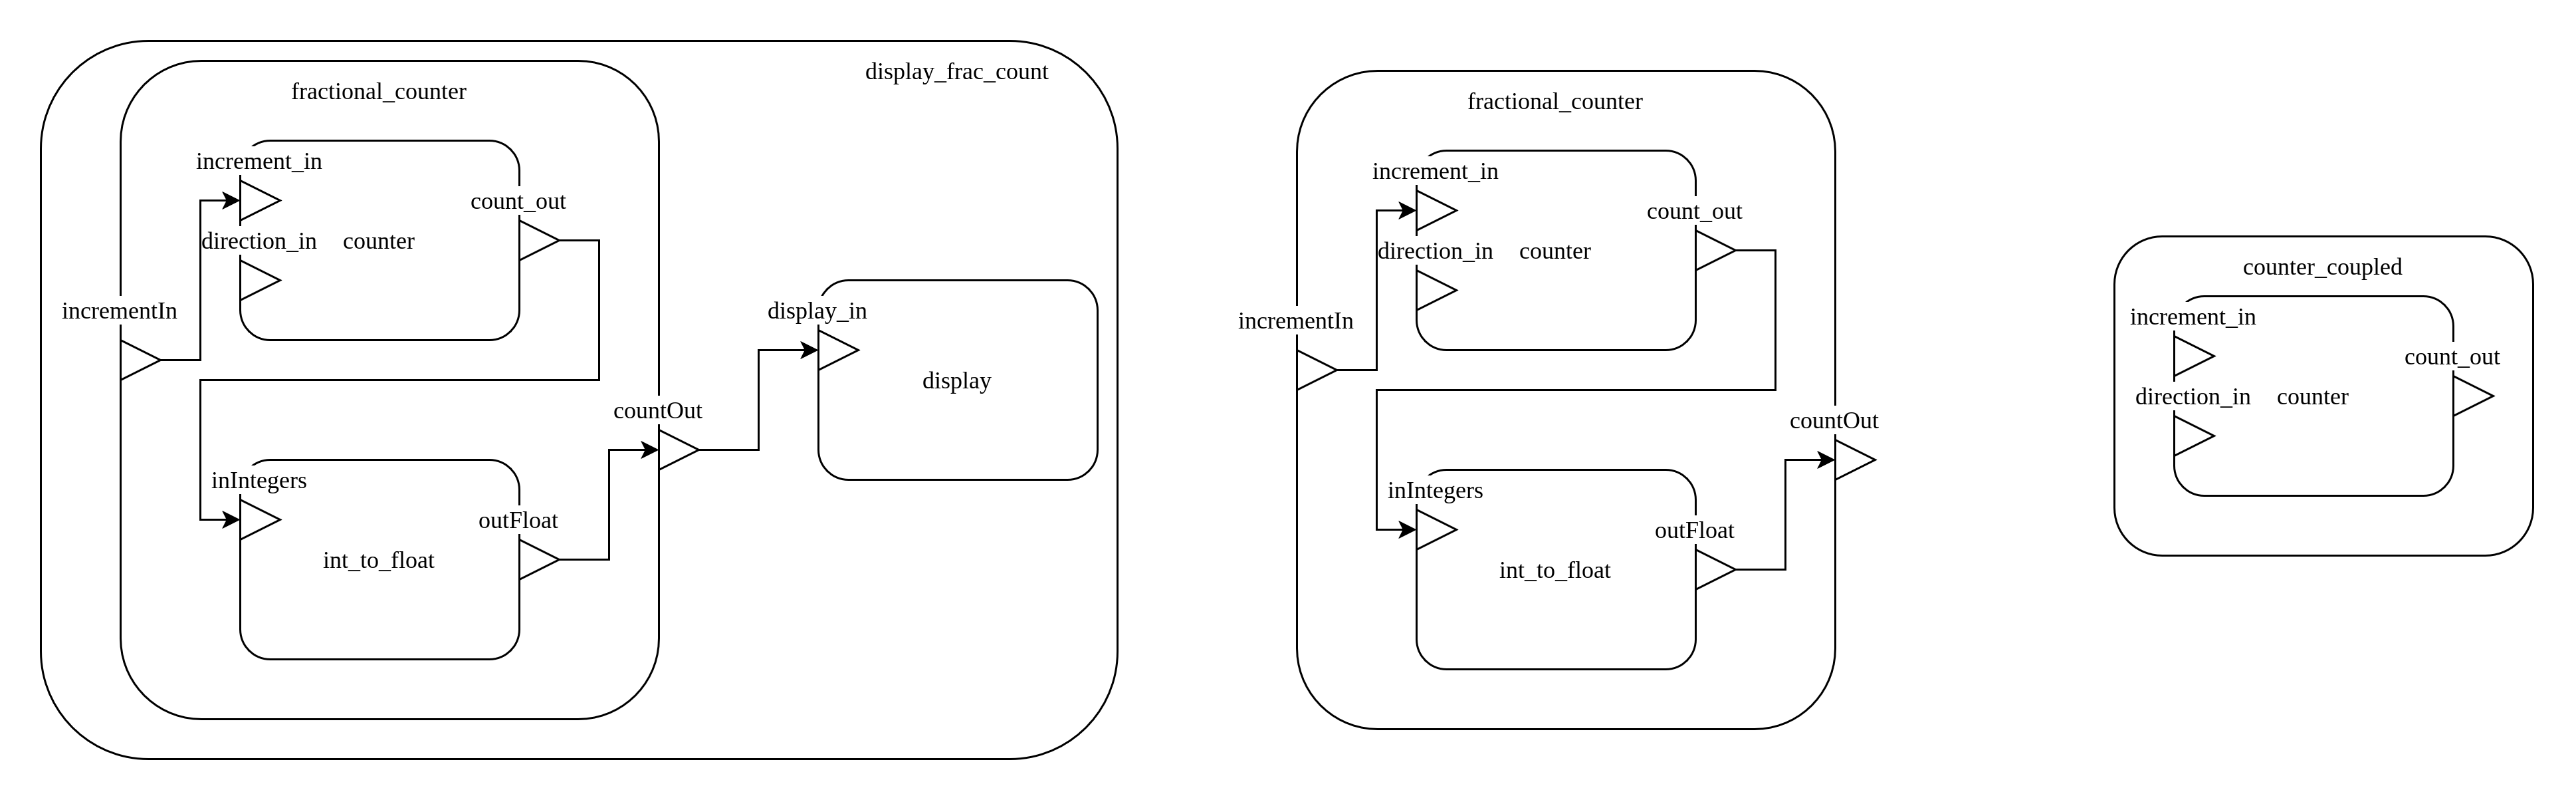 display_frac_count
fractional_counter
increment_in
count_out
direction_in
counter
incrementIn
countOut
inIntegers
outFloat
int_to_float
display_in
display
fractional_counter
increment_in
count_out
direction_in
counter
incrementIn
countOut
inIntegers
outFloat
int_to_float
counter_coupled
increment_in
count_out
direction_in
counter